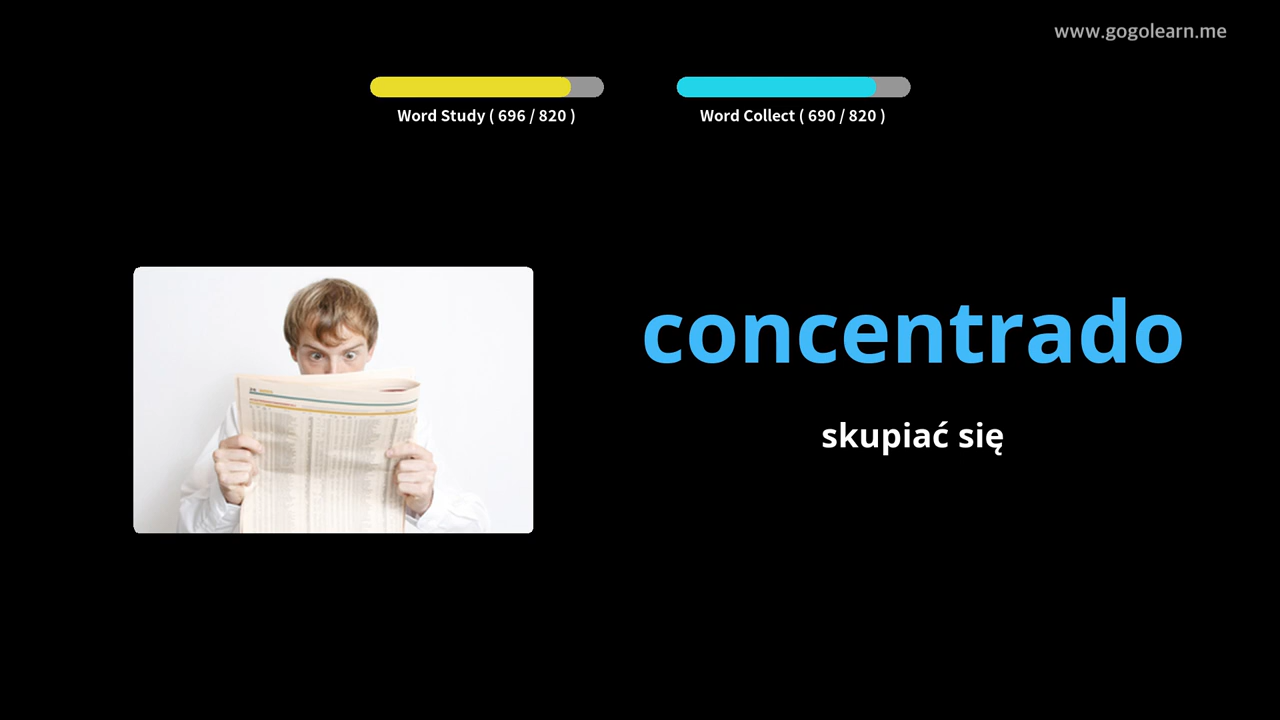 www.gogolearn.me
Word Study ( 696 / 820 )
Word Collect ( 690 / 820 )
concentrado
skupiać się